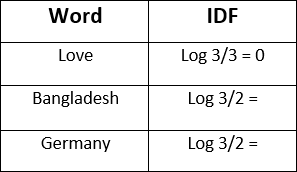 Word IDF
Love Log 3/3 = 0
Bangladesh Log 3/2 =
Germany Log 3/2 =